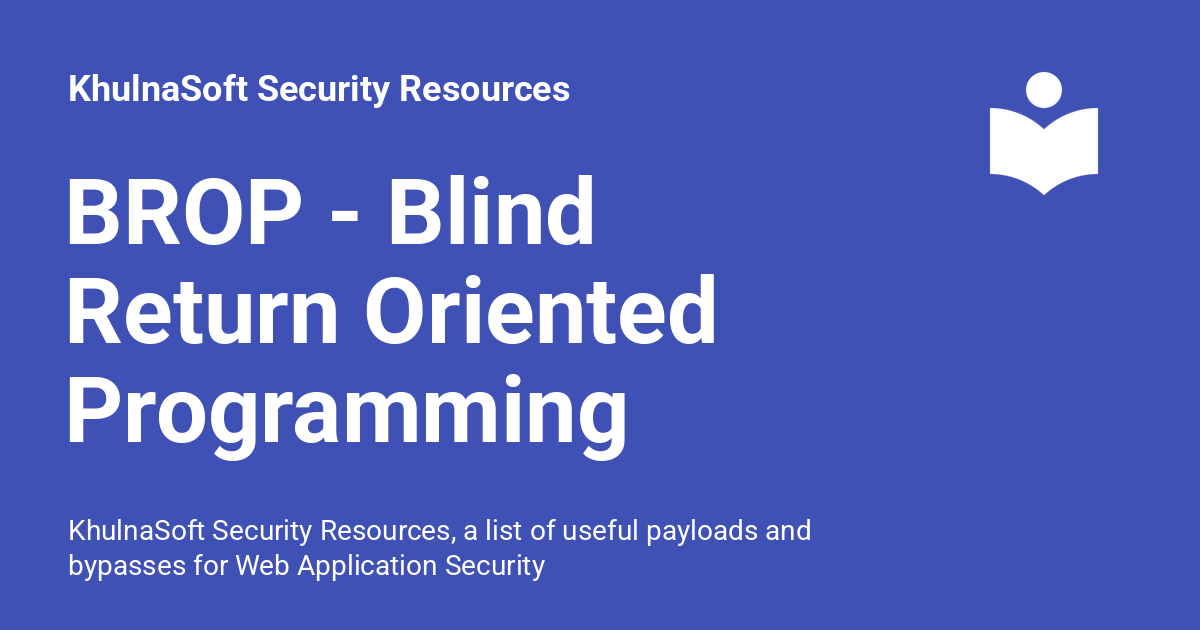 KhulnaSoft Security Resources
BROP - Blind
Return Oriented
Programming
KhulnaSoft Security Resources, a list of useful payloads and
bypasses for Web Application Security